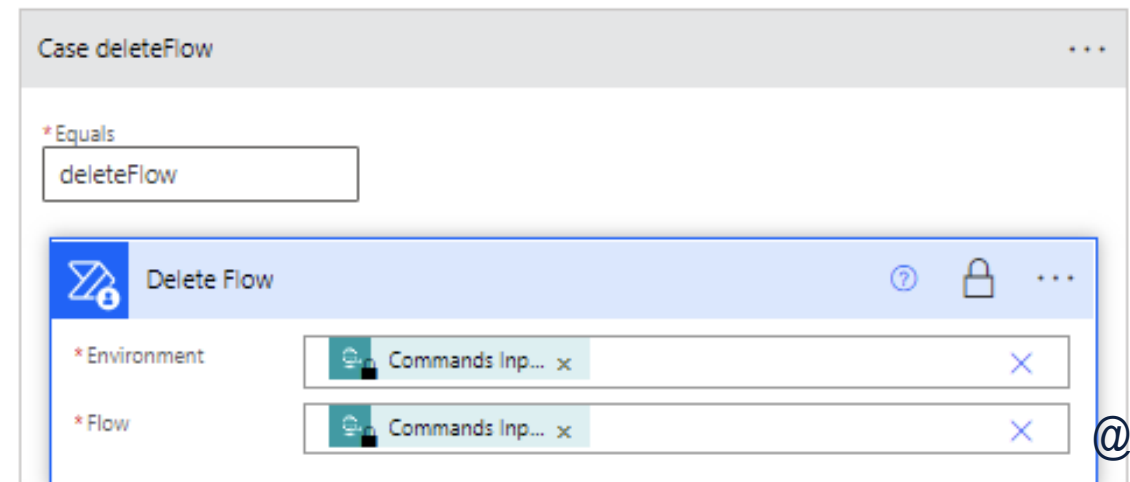 Case deleteFlow ...
* Equals
deleteFlow
Delete Flow ? ...
* Environment Commands Inp... x
* Flow Commands Inp... x
@